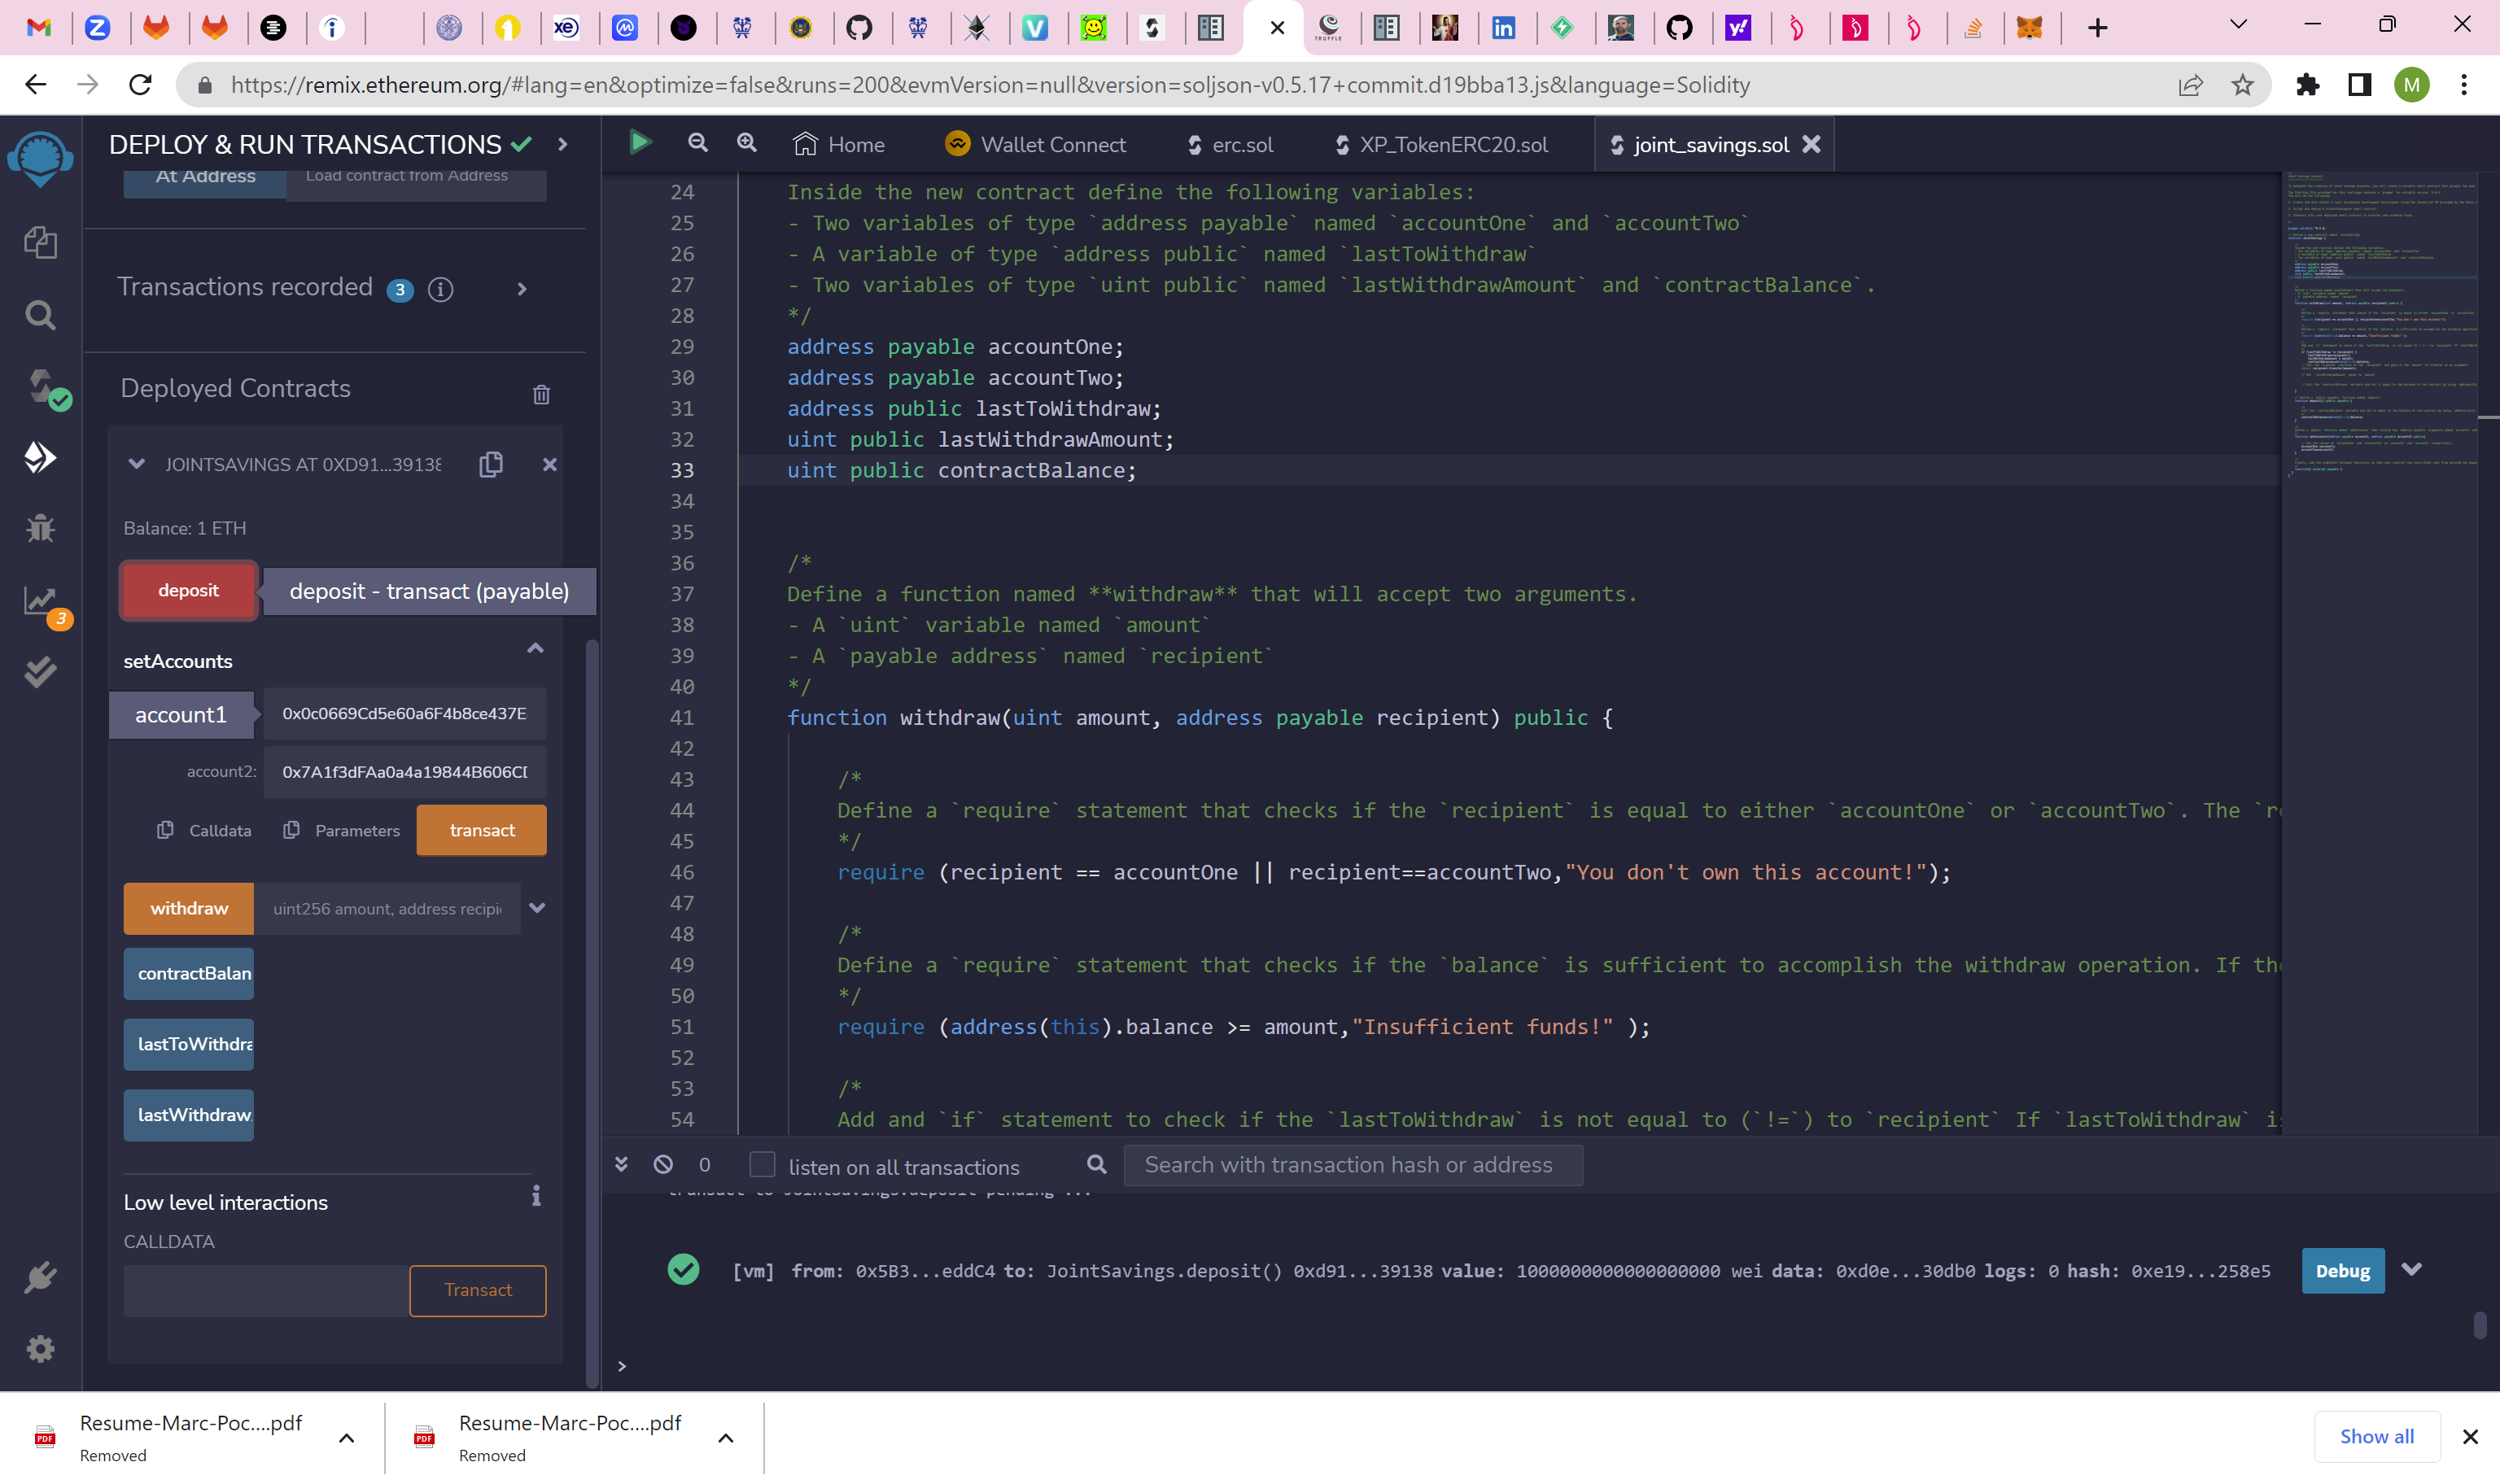 https://remix.ethereum.org/#lang=en&optimize=false&runs=200&evmVersion=null&version=soljson-v0.5.17+commit.d19bba13.js&language=Solidity
M
DEPLOY & RUN TRANSACTIONS
At Address
Load contract from Address
Transactions recorded 3
Deployed Contracts
JOINTSAVINGS AT 0XD91...39138
Balance: 1 ETH
deposit
deposit - transact (payable)
setAccounts
account1
0x0c0669Cd5e60a6F4b8ce437E
account2:
0x7A1f3dFAa0a4a19844B606CD
Calldata
Parameters
transact
withdraw
uint256 amount, address recipi
contractBalan
lastToWithdra
lastWithdraw
Low level interactions
CALLDATA
Transact
3
Home
Wallet Connect
erc.sol
XP_TokenERC20.sol
joint_savings.sol
24 Inside the new contract define the following variables:
25 - Two variables of type `address payable` named `accountOne` and `accountTwo`
26 - A variable of type `address public` named `lastToWithdraw`
27 - Two variables of type `uint public` named `lastWithdrawAmount` and `contractBalance`.
28 */
29 address payable accountOne;
30 address payable accountTwo;
31 address public lastToWithdraw;
32 uint public lastWithdrawAmount;
33 uint public contractBalance;
34
35
36 /*
37 Define a function named **withdraw** that will accept two arguments.
38 - A `uint` variable named `amount`
39 - A `payable address` named `recipient`
40 */
41 function withdraw(uint amount, address payable recipient) public {
42
43 /*
44 Define a `require` statement that checks if the `recipient` is equal to either `accountOne` or `accountTwo`. The `r
45 */
46 require (recipient == accountOne || recipient==accountTwo,"You don't own this account!");
47
48 /*
49 Define a `require` statement that checks if the `balance` is sufficient to accomplish the withdraw operation. If th
50 */
51 require (address(this).balance >= amount,"Insufficient funds!" );
52
53 /*
54 Add and `if` statement to check if the `lastToWithdraw` is not equal to (`!=`) to `recipient` If `lastToWithdraw` i
0
listen on all transactions
Search with transaction hash or address
transact to JointSavings.deposit pending ...
[vm] from: 0x5B3...eddC4 to: JointSavings.deposit() 0xd91...39138 value: 1000000000000000000 wei data: 0xd0e...30db0 logs: 0 hash: 0xe19...258e5
Debug
>
Resume-Marc-Poc....pdf
Removed
Resume-Marc-Poc....pdf
Removed
Show all